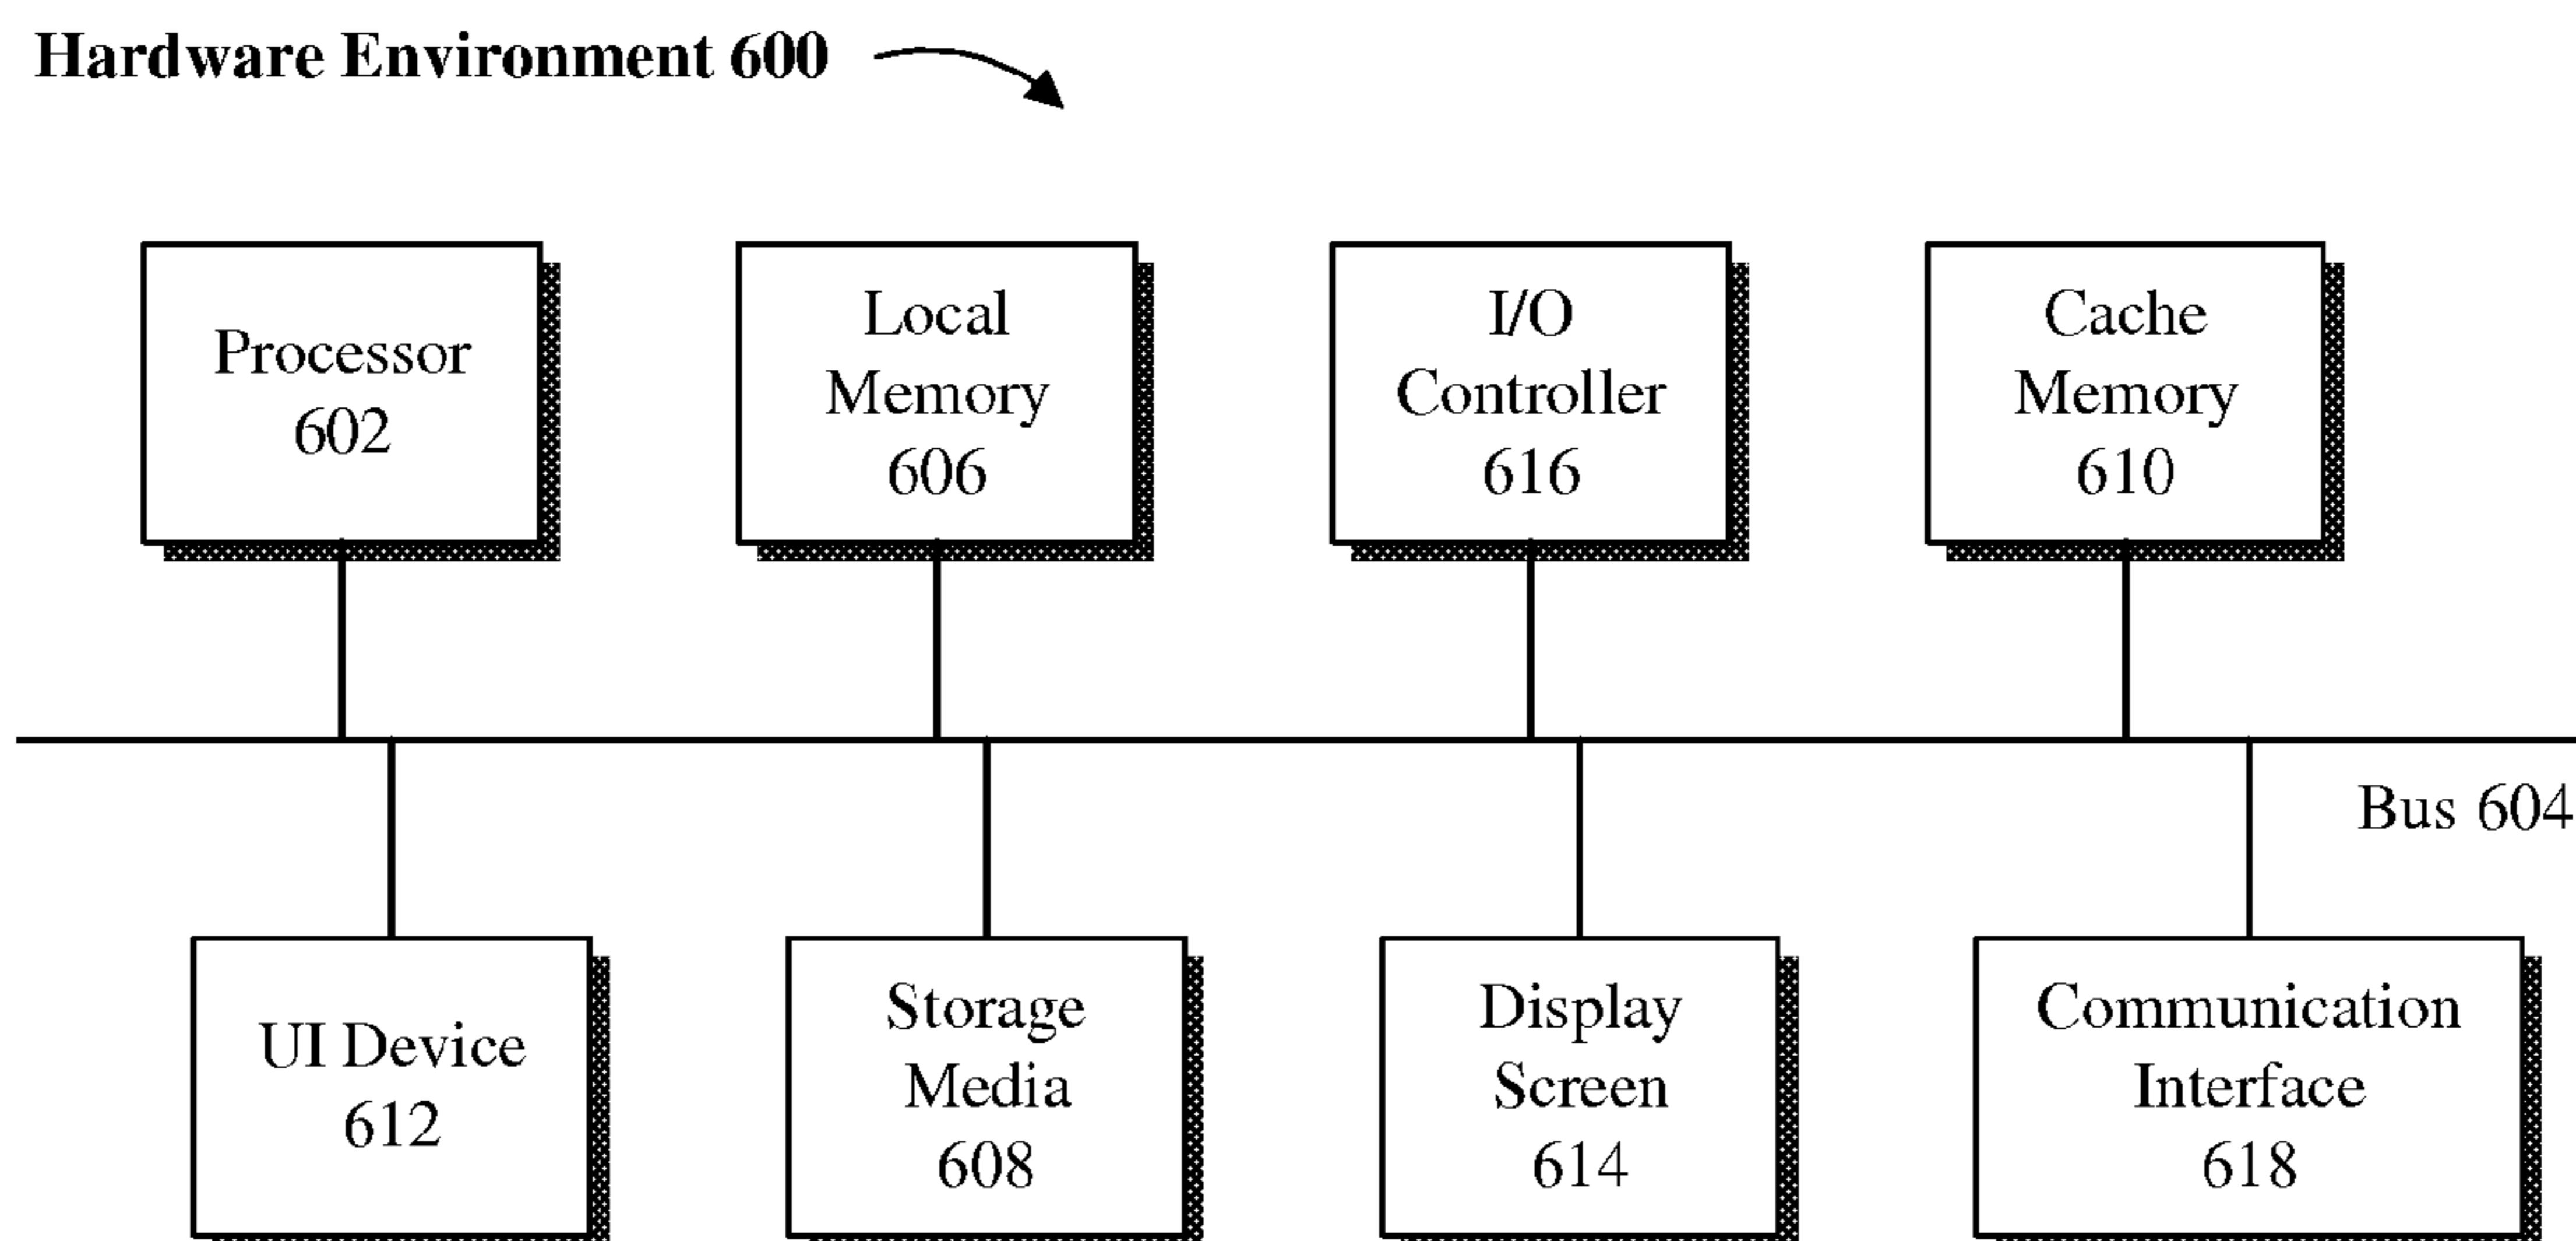 Hardware Environment 600
Processor
602
Local
Memory
606
I/O
Controller
616
Cache
Memory
610
Bus 604
UI Device
612
Storage
Media
608
Display
Screen
614
Communication
Interface
618